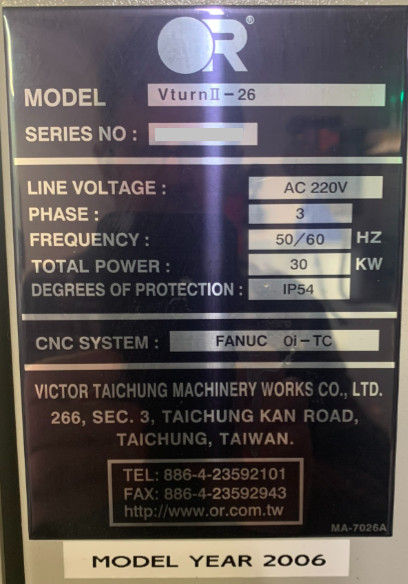 OR®
MODEL VturnⅡ-26
SERIES NO :
LINE VOLTAGE : AC 220V
PHASE : 3
FREQUENCY : 50/60 HZ
TOTAL POWER : 30 KW
DEGREES OF PROTECTION : IP54
CNC SYSTEM : FANUC 0i-TC
VICTOR TAICHUNG MACHINERY WORKS CO., LTD.
266, SEC. 3, TAICHUNG KAN ROAD,
TAICHUNG, TAIWAN.
TEL: 886-4-23592101
FAX: 886-4-23592943
http://www.or.com.tw
MA-7026A
MODEL YEAR 2006